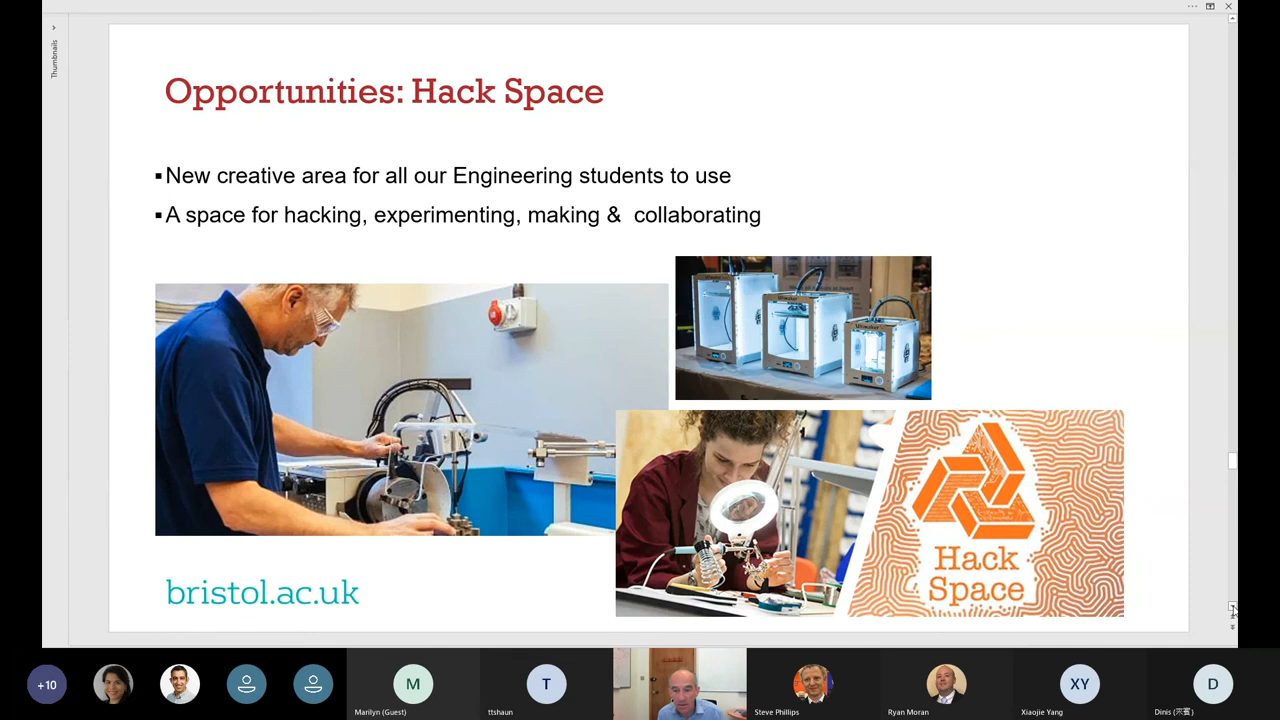 Thumbnails
Opportunities: Hack Space
▪New creative area for all our Engineering students to use
▪A space for hacking, experimenting, making & collaborating
Ultimaker
Hack
Space
bristol.ac.uk
+10
M
Marilyn (Guest)
T
ttshaun
Steve Phillips
Ryan Moran
XY
Xiaojie Yang
D